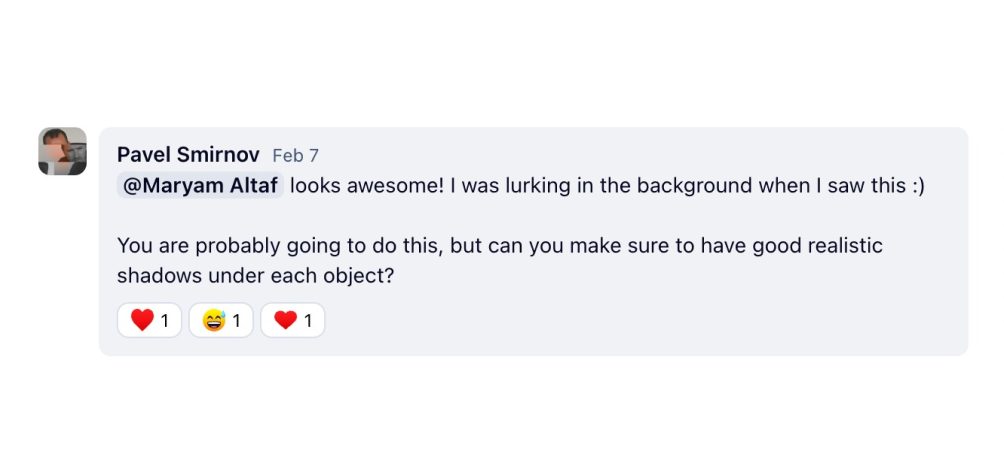 Pavel Smirnov Feb 7
@Maryam Altaf looks awesome! I was lurking in the background when I saw this :)
You are probably going to do this, but can you make sure to have good realistic
shadows under each object?
❤️ 1 😅 1 ♥️ 1